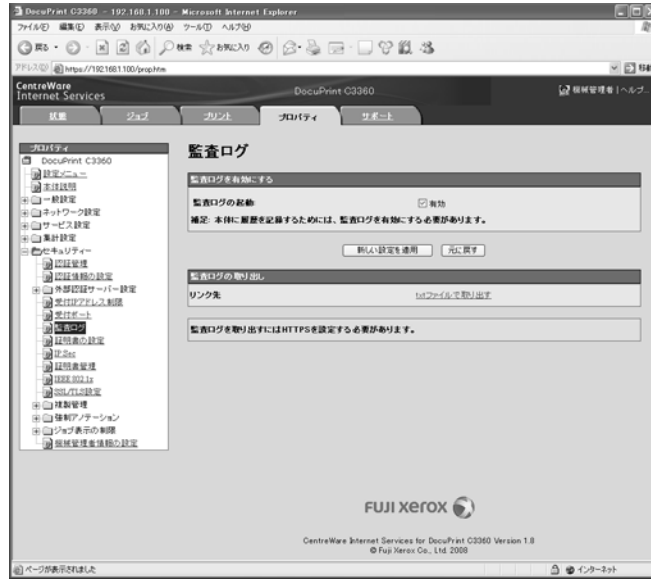 DocuPrint C3360 - 192.168.1.100 - Microsoft Internet Explorer
ファイル(F) 編集(E) 表示(V) お気に入り(A) ツール(T) ヘルプ(H)
戻る 検索 お気に入り
アドレス(D) https://192.168.1.100/prop.htm 移動
CentreWare
Internet Services
DocuPrint C3360
機械管理者 | ヘルプ
状態 ジョブ プリント プロパティ サポート
プロパティ
DocuPrint C3360
設定メニュー
本体説明
一般設定
ネットワーク設定
サービス設定
集計設定
セキュリティー
認証管理
認証情報の設定
外部認証サーバー設定
受付IPアドレス制限
受付ポート
監査ログ
証明書の設定
IP Sec
証明書管理
IEEE 802.1x
SSL/TLS設定
複製管理
強制アノテーション
ジョブ表示の制限
機械管理者情報の設定
監査ログ
監査ログを有効にする
監査ログの起動: 有効
補足: 本体に履歴を記録するためには、監査ログを有効にする必要があります。
新しい設定を適用 元に戻す
監査ログの取り出し
リンク先 txtファイルで取り出す
監査ログを取り出すにはHTTPSを設定する必要があります。
FUJI XEROX
CentreWare Internet Services for DocuPrint C3360 Version 1.8
© Fuji Xerox Co., Ltd. 2008
ページが表示されました インターネット